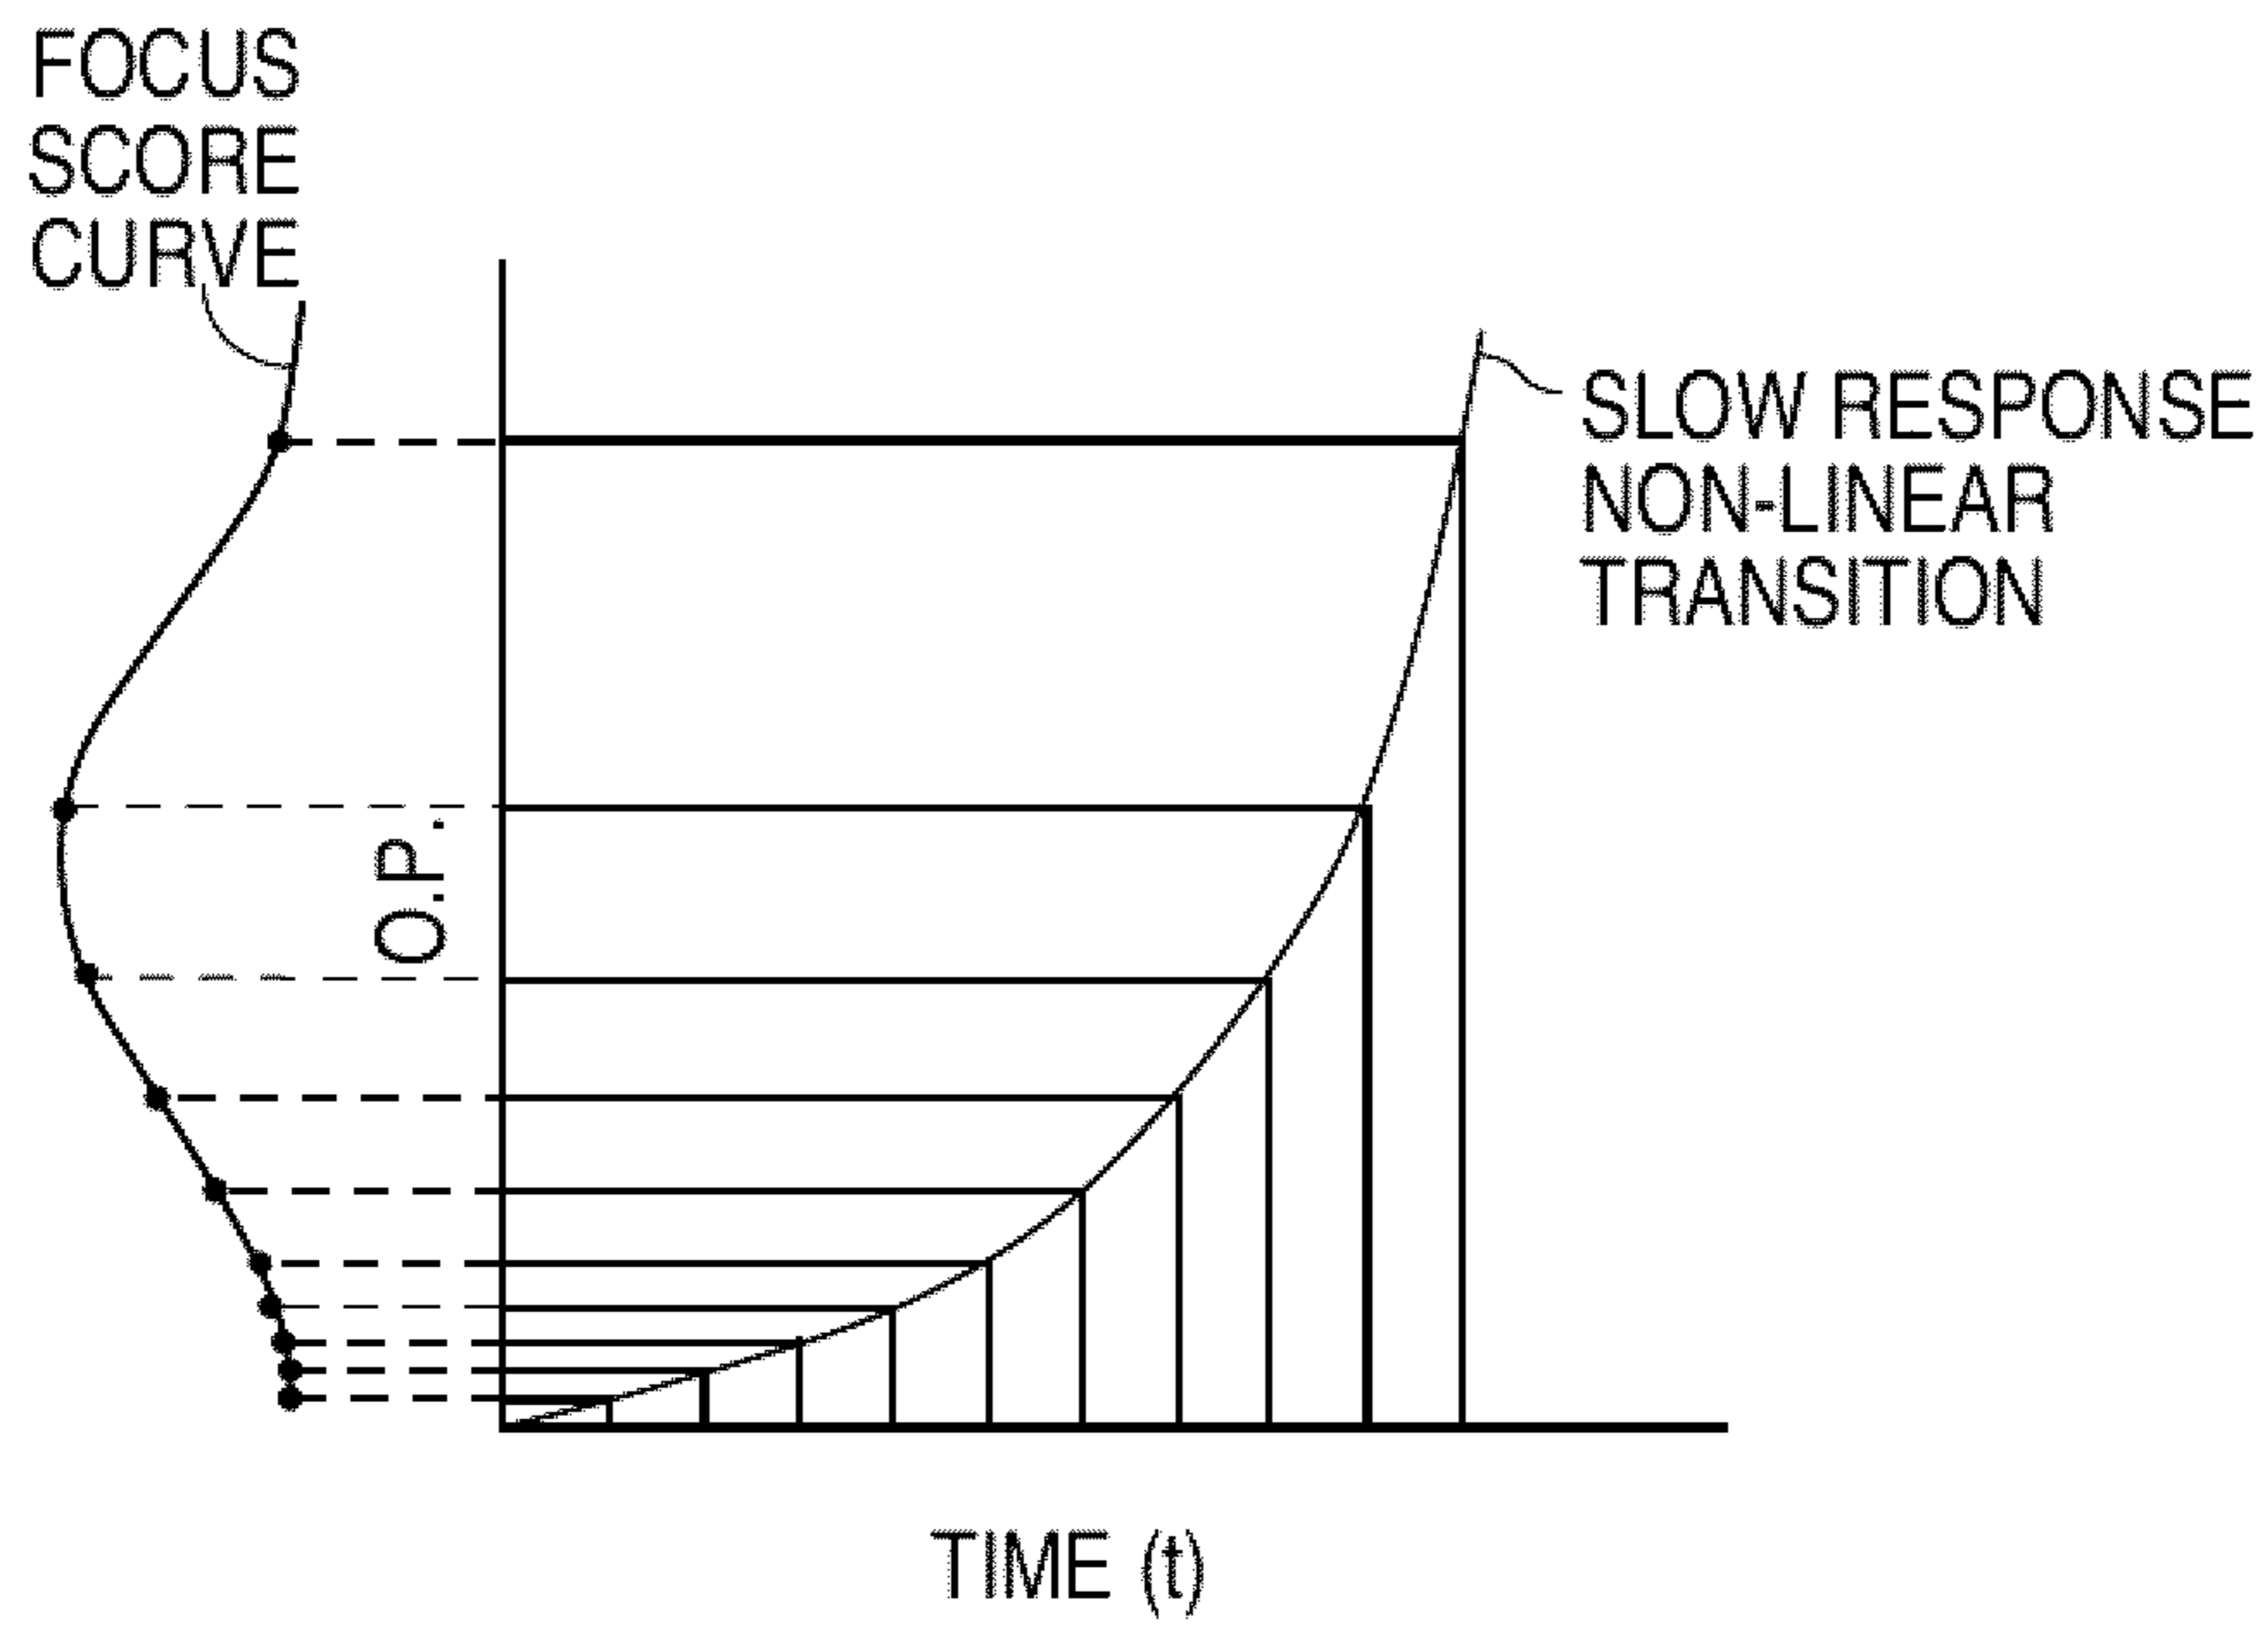 FOCUS
SCORE
CURVE
SLOW RESPONSE
NON-LINEAR
TRANSITION
O.P.
TIME (t)